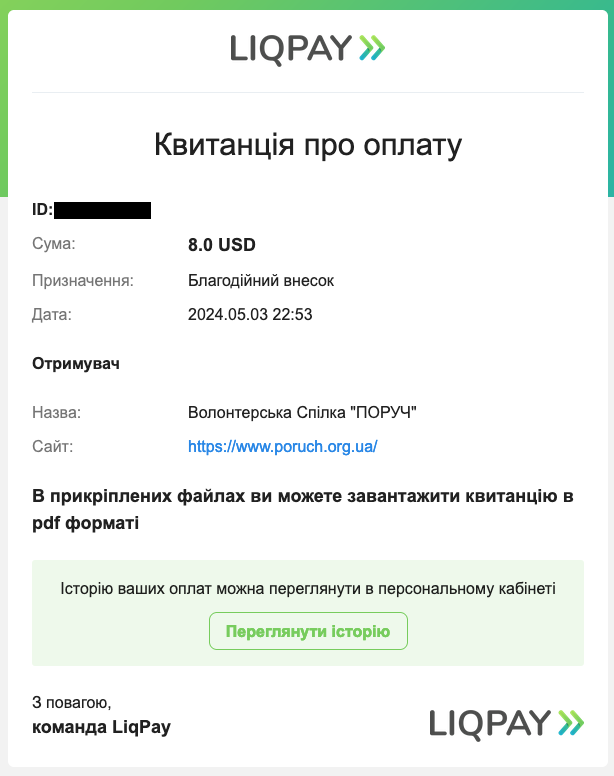 LIQPAY
Квитанція про оплату
ID:
Сума: 8.0 USD
Призначення: Благодійний внесок
Дата: 2024.05.03 22:53
Отримувач
Назва: Волонтерська Спілка "ПОРУЧ"
Сайт: https://www.poruch.org.ua/
В прикріплених файлах ви можете завантажити квитанцію в
pdf форматі
Історію ваших оплат можна переглянути в персональному кабінеті
Переглянути історію
З повагою,
команда LiqPay
LIQPAY